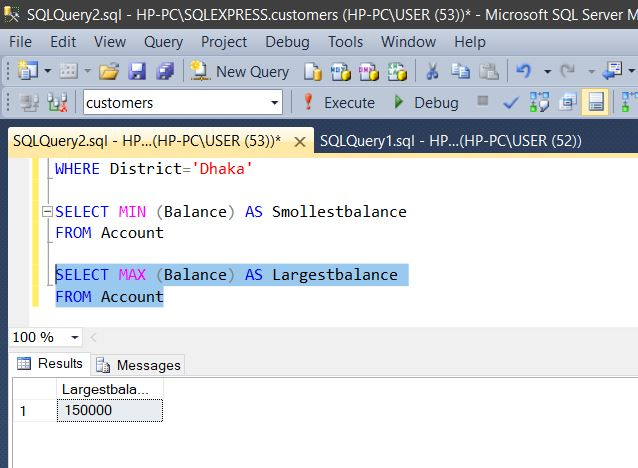 SQLQuery2.sql - HP-PC\SQLEXPRESS.customers (HP-PC\USER (53))* - Microsoft SQL Server M
File Edit View Query Project Debug Tools Window Help
New Query
customers Execute Debug
SQLQuery2.sql - HP...(HP-PC\USER (53))* SQLQuery1.sql - HP...(HP-PC\USER (52))
WHERE District='Dhaka'
SELECT MIN (Balance) AS Smollestbalance
FROM Account
SELECT MAX (Balance) AS Largestbalance
FROM Account
100 %
Results Messages
Largestbala...
1 150000